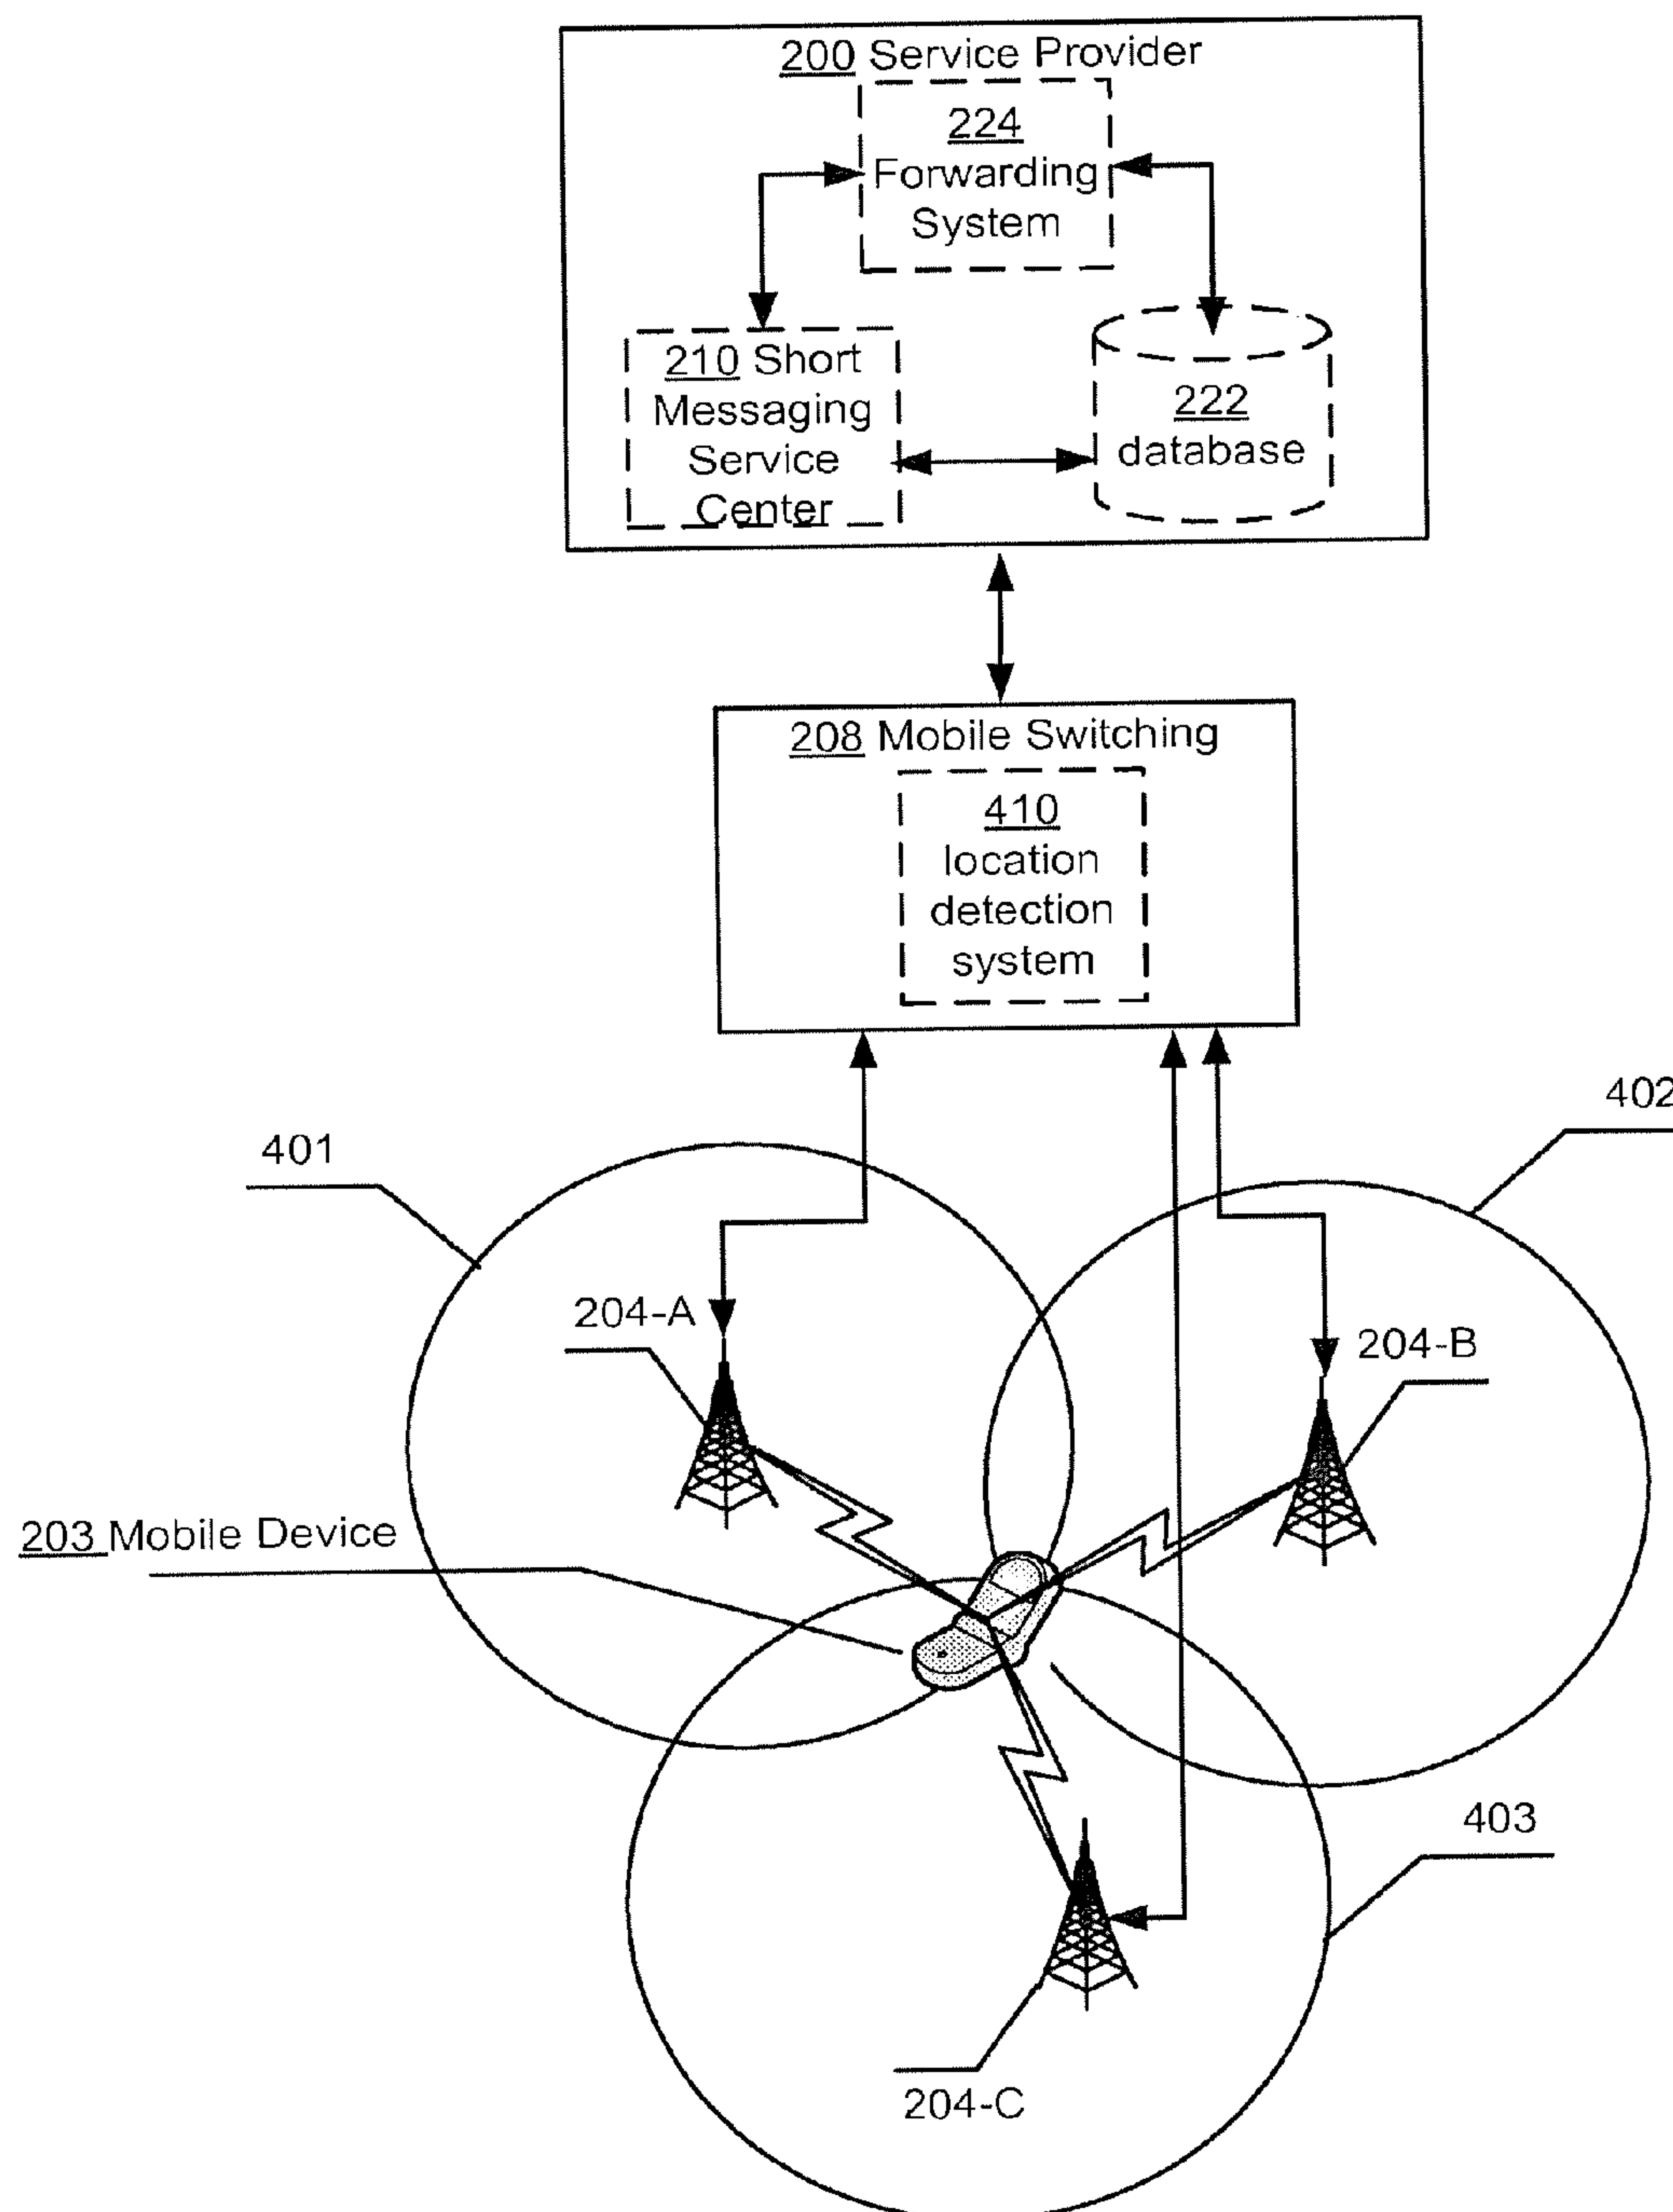 200 Service Provider
224
Forwarding
System
210 Short
Messaging
Service
Center
222
database
208 Mobile Switching
410
location
detection
system
402
401
204-A
204-B
203 Mobile Device
403
204-C